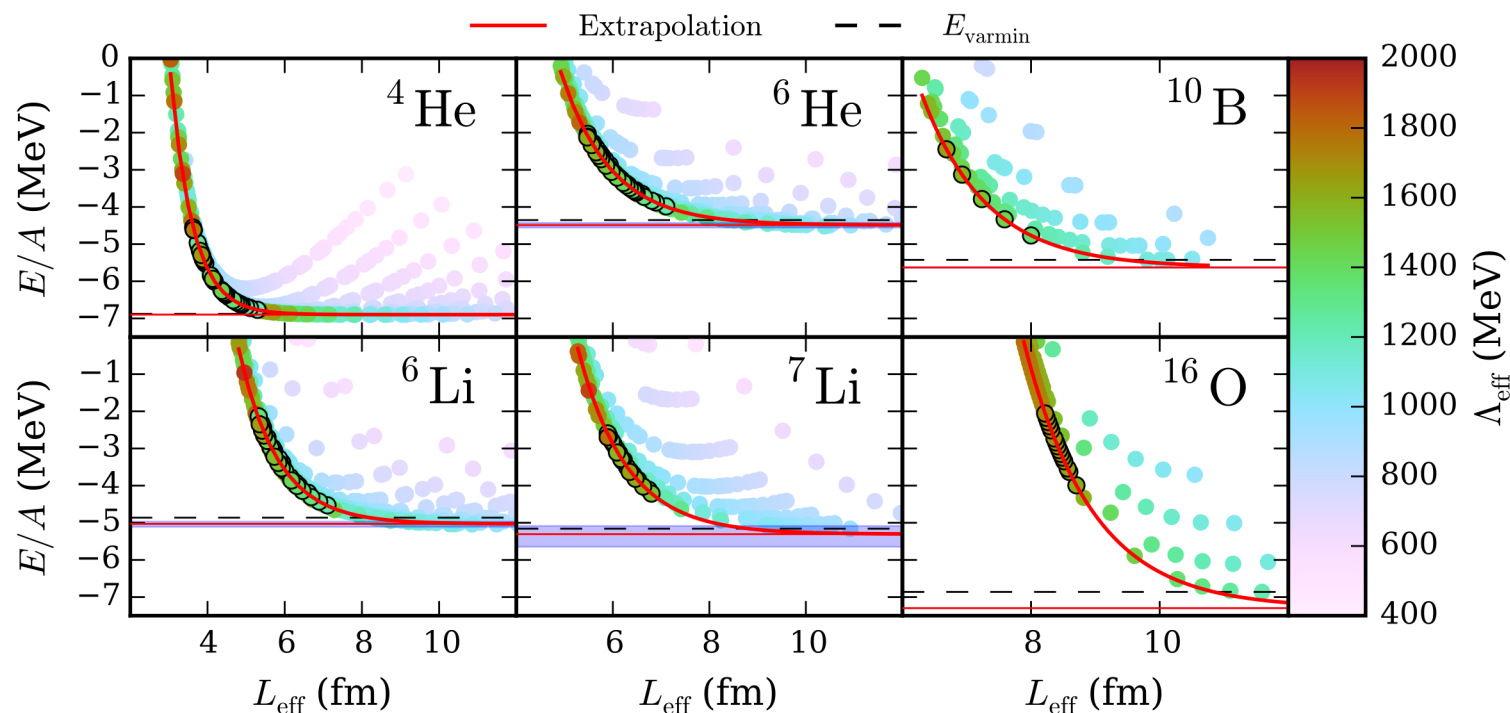 Extrapolation E_varmin
E/A (MeV)
0
−1
−2
−3
−4
−5
−6
−7
⁴He
⁶He
¹⁰B
E/A (MeV)
−1
−2
−3
−4
−5
−6
−7
⁶Li
⁷Li
¹⁶O
4 6 8 10
6 8 10
8 10
L_eff (fm)
L_eff (fm)
L_eff (fm)
2000
1800
1600
1400
1200
1000
800
600
400
Λ_eff (MeV)